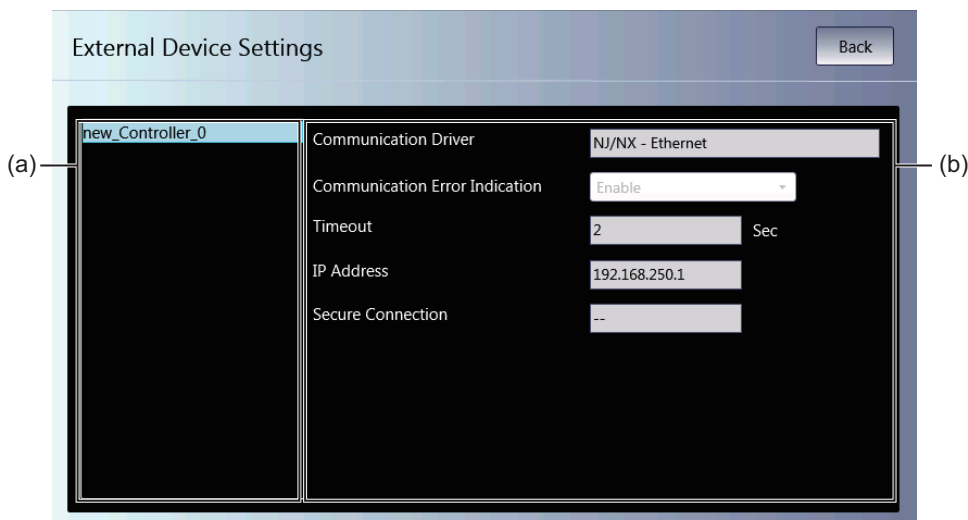 External Device Settings
Back
new_Controller_0
Communication Driver
NJ/NX - Ethernet
(a)
(b)
Communication Error Indication
Enable
Timeout
2
Sec
IP Address
192.168.250.1
Secure Connection
--